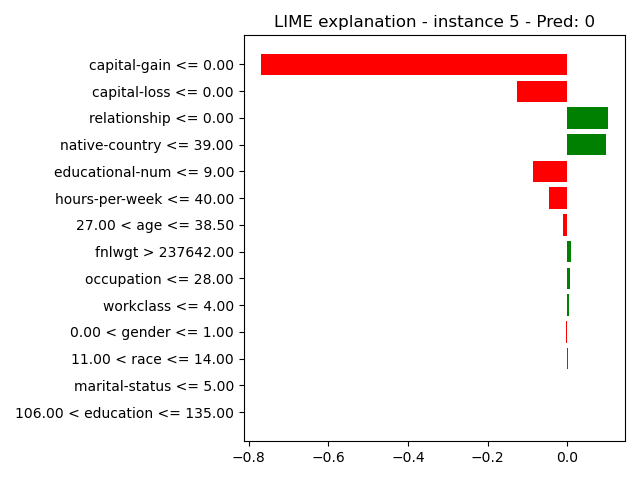 LIME explanation - instance 5 - Pred: 0
capital-gain <= 0.00
capital-loss <= 0.00
relationship <= 0.00
native-country <= 39.00
educational-num <= 9.00
hours-per-week <= 40.00
27.00 < age <= 38.50
fnlwgt > 237642.00
occupation <= 28.00
workclass <= 4.00
0.00 < gender <= 1.00
11.00 < race <= 14.00
marital-status <= 5.00
106.00 < education <= 135.00
−0.8 −0.6 −0.4 −0.2 0.0